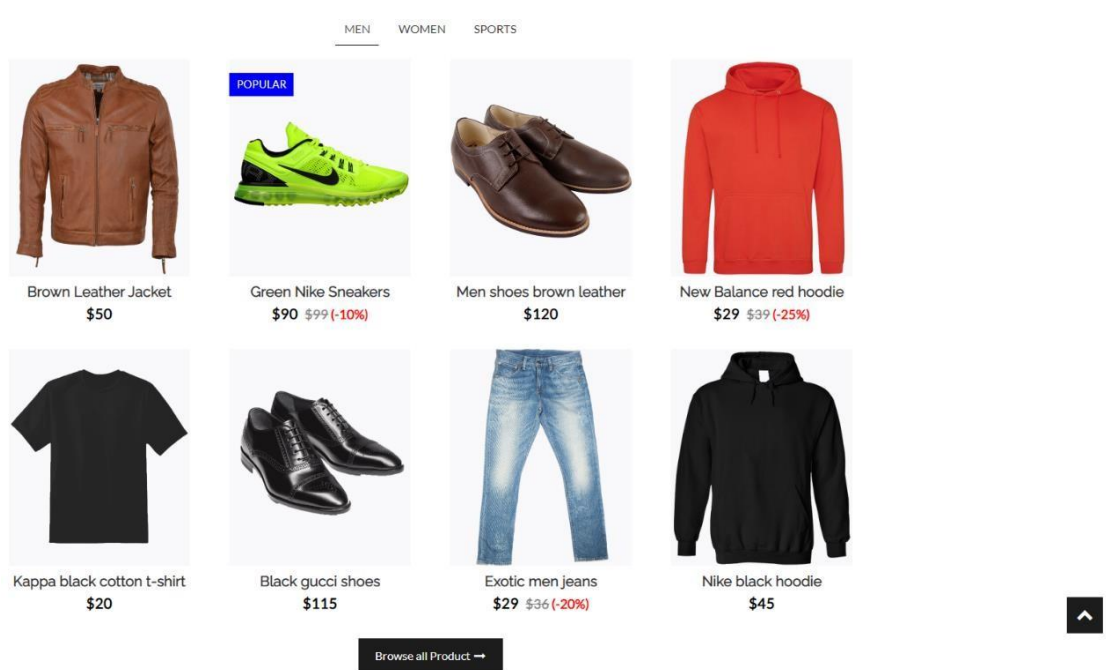 MEN WOMEN SPORTS
POPULAR
Brown Leather Jacket
$50
Green Nike Sneakers
$90 $99 (-10%)
Men shoes brown leather
$120
New Balance red hoodie
$29 $39 (-25%)
Kappa black cotton t-shirt
$20
Black gucci shoes
$115
Exotic men jeans
$29 $36 (-20%)
Nike black hoodie
$45
Browse all Product →